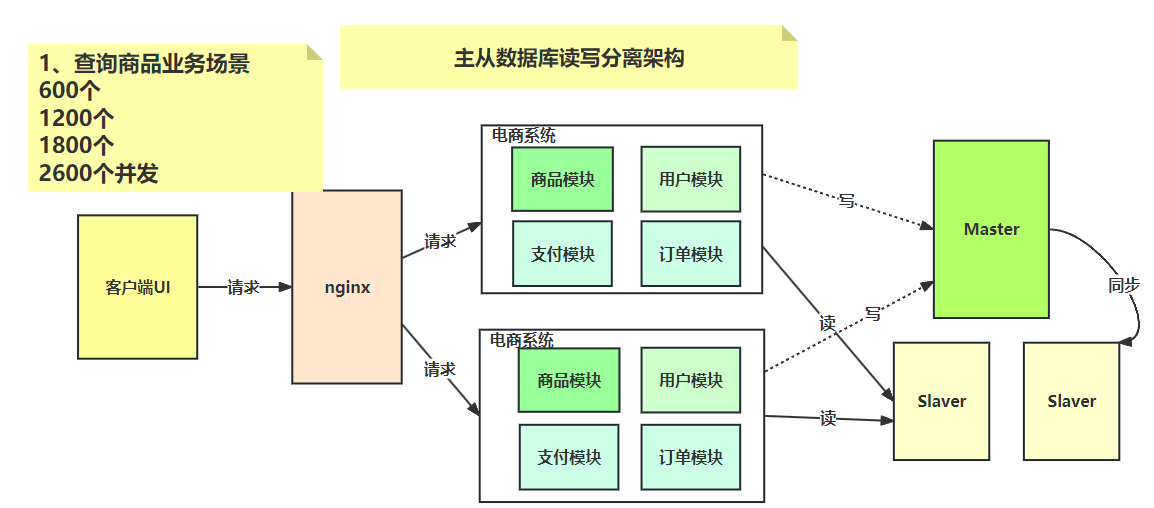 主从数据库读写分离架构
1、查询商品业务场景
600个
1200个
1800个
2600个并发
客户端UI
请求
nginx
请求
请求
电商系统
商品模块
用户模块
支付模块
订单模块
电商系统
商品模块
用户模块
支付模块
订单模块
写
读
写
读
Master
同步
Slaver
Slaver